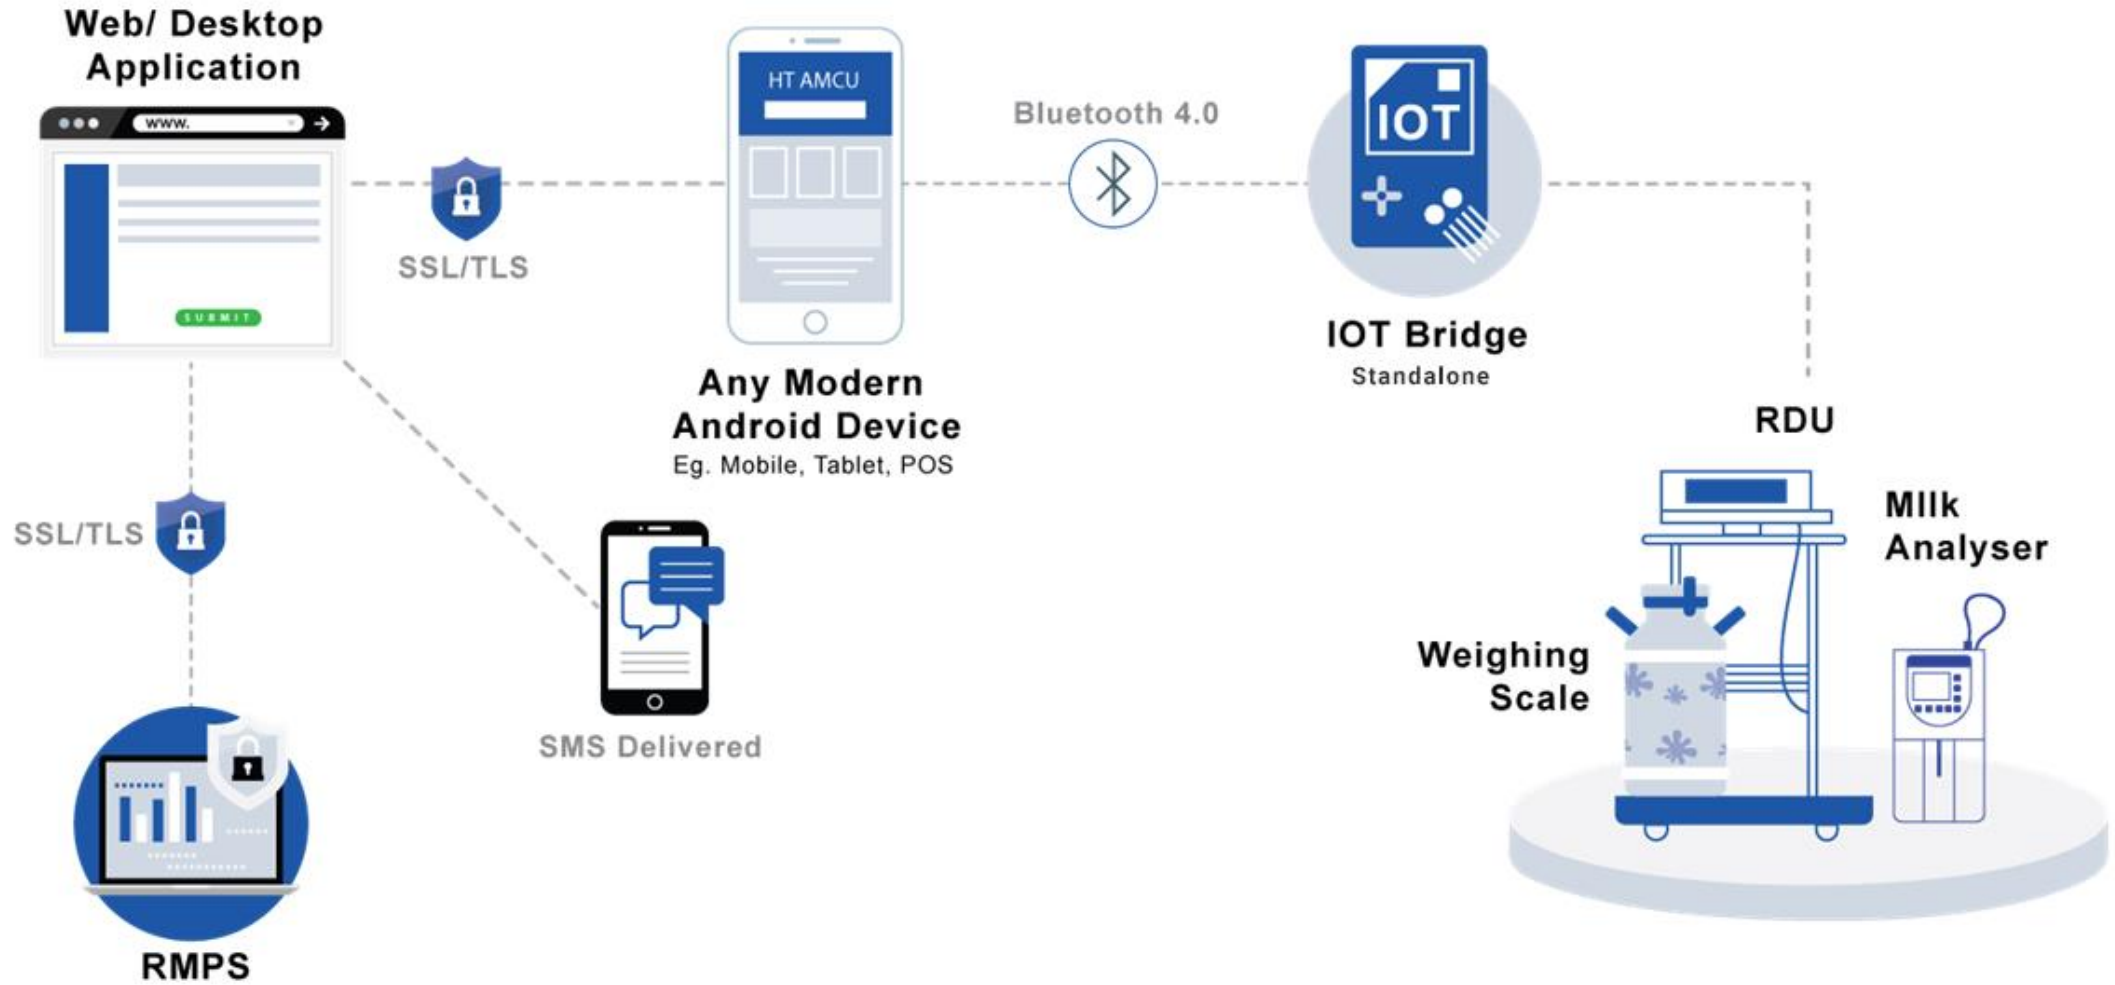 Web/ Desktop
Application
www.
SUBMIT
SSL/TLS
HT AMCU
Any Modern
Android Device
Eg. Mobile, Tablet, POS
Bluetooth 4.0
IOT
IOT Bridge
Standalone
RDU
MIlk
Analyser
Weighing
Scale
SSL/TLS
SMS Delivered
RMPS